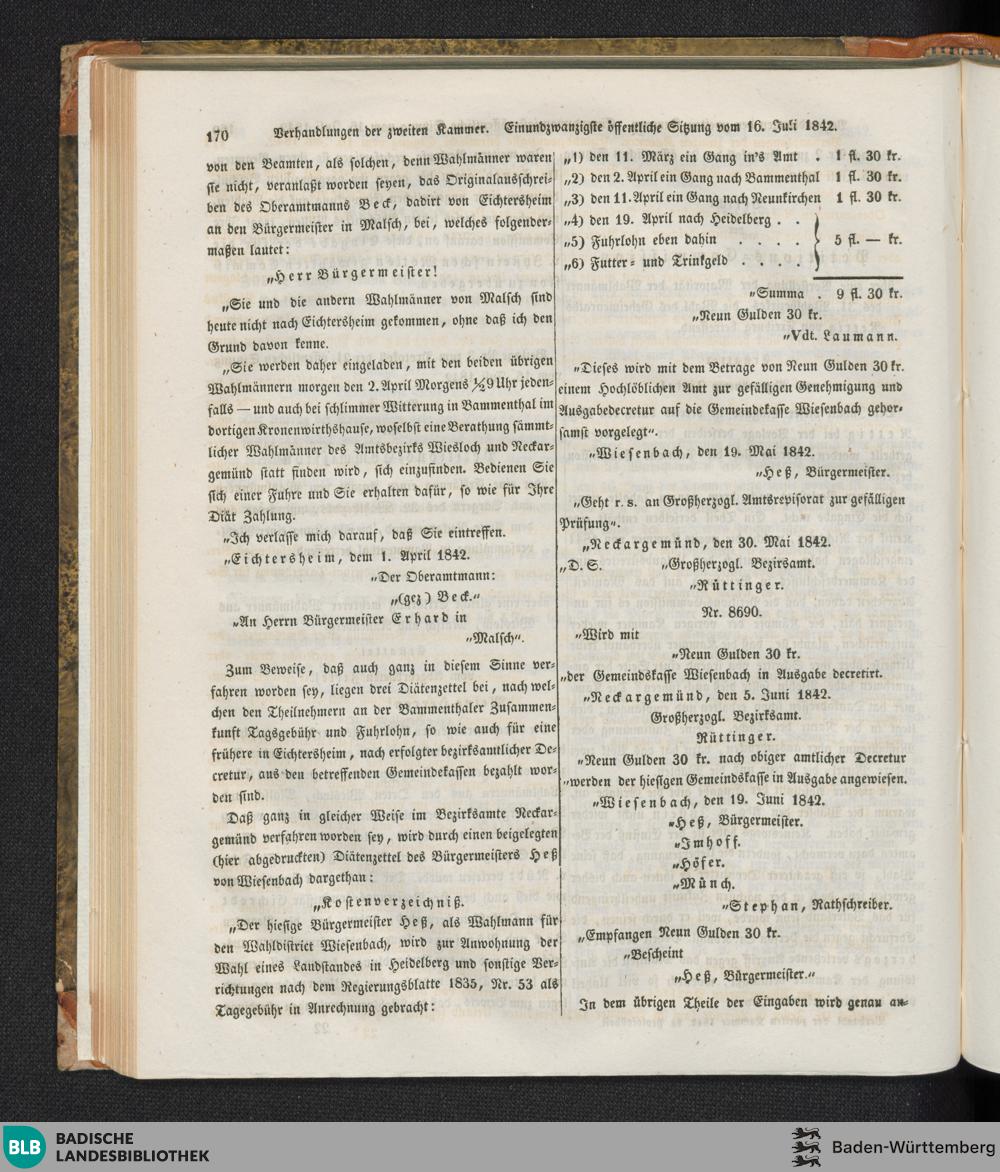 170 Verhandlungen der zweiten Kammer. Einundzwanzigste öffentliche Sitzung vom 16. Juli 1842.
von den Beamten, als solchen, denn Wahlmänner waren
sie nicht, veranlaßt worden seyen, das Originalausschrei-
ben des Oberamtmanns Beck, dadirt von Eichtersheim
an den Bürgermeister in Malsch, bei, welches folgender-
maßen lautet:
„Herr Bürgermeister!
„Sie und die andern Wahlmänner von Malsch sind
heute nicht nach Eichtersheim gekommen, ohne daß ich den
Grund davon kenne.
„Sie werden daher eingeladen, mit den beiden übrigen
Wahlmännern morgen den 2. April Morgens ½9 Uhr jeden-
falls — und auch bei schlimmer Witterung in Bammenthal im
dortigen Kronenwirthshause, woselbst eine Berathung sämmt-
licher Wahlmänner des Amtsbezirks Wiesloch und Neckar-
gemünd statt finden wird, sich einzufinden. Bedienen Sie
sich einer Fuhre und Sie erhalten dafür, so wie für Ihre
Diät Zahlung.
„Ich verlasse mich darauf, daß Sie eintreffen.
„Eichtersheim, dem 1. April 1842.
„Der Oberamtmann:
„(gez) Beck.“
„An Herrn Bürgermeister Erhard in
„Malsch“.
Zum Beweise, daß auch ganz in diesem Sinne ver-
fahren worden sey, liegen drei Diätenzettel bei, nach wel-
chen den Theilnehmern an der Bammenthaler Zusammen-
kunft Tagsgebühr und Fuhrlohn, so wie auch für eine
frühere in Eichtersheim, nach erfolgter bezirksamtlicher De-
cretur, aus den betreffenden Gemeindekassen bezahlt wor-
den sind.
Daß ganz in gleicher Weise im Bezirksamte Neckar-
gemünd verfahren worden sey, wird durch einen beigelegten
(hier abgedruckten) Diätenzettel des Bürgermeisters Heß
von Wiesenbach dargethan:
„Kostenverzeichniß.
„Der hiesige Bürgermeister Heß, als Wahlmann für
den Wahldistrict Wiesenbach, wird zur Anwohnung der
Wahl eines Landstandes in Heidelberg und sonstige Ver-
richtungen nach dem Regierungsblatte 1835, Nr. 53 als
Tagegebühr in Anrechnung gebracht:
„1) den 11. März ein Gang in's Amt . 1 fl. 30 kr.
„2) den 2. April ein Gang nach Bammenthal 1 fl. 30 kr.
„3) den 11. April ein Gang nach Neunkirchen 1 fl. 30 kr.
„4) den 19. April nach Heidelberg . .
„5) Fuhrlohn eben dahin . . . . 5 fl. — kr.
„6) Futter- und Trinkgeld . . . .
„Summa . 9 fl. 30 kr.
„Neun Gulden 30 kr.
„Vdt. Laumann.
„Dieses wird mit dem Betrage von Neun Gulden 30 kr.
einem Hochlöblichen Amt zur gefälligen Genehmigung und
Ausgabedecretur auf die Gemeindekasse Wiesenbach gehor-
samst vorgelegt“.
„Wiesenbach, den 19. Mai 1842.
„Heß, Bürgermeister.
„Geht r. s. an Großherzogl. Amtsrevisorat zur gefälligen
Prüfung“.
„Neckargemünd, den 30. Mai 1842.
„D. S. „Großherzogl. Bezirsamt.
„Rüttinger.
Nr. 8690.
„Wird mit
„Neun Gulden 30 kr.
„der Gemeindskasse Wiesenbach in Ausgabe decretirt.
„Neckargemünd, den 5. Juni 1842.
Großherzogl. Bezirksamt.
Rüttinger.
„Neun Gulden 30 kr. nach obiger amtlicher Decretur
„werden der hiesigen Gemeindskasse in Ausgabe angewiesen.
„Wiesenbach, den 19. Juni 1842.
„Heß, Bürgermeister.
„Imhoff.
„Höfer.
„Münch.
„Stephan, Rathschreiber.
„Empfangen Neun Gulden 30 kr.
„Bescheint
„Heß, Bürgermeister.“
In dem übrigen Theile der Eingaben wird genau an-
BLB BADISCHE
LANDESBIBLIOTHEK
Baden-Württemberg